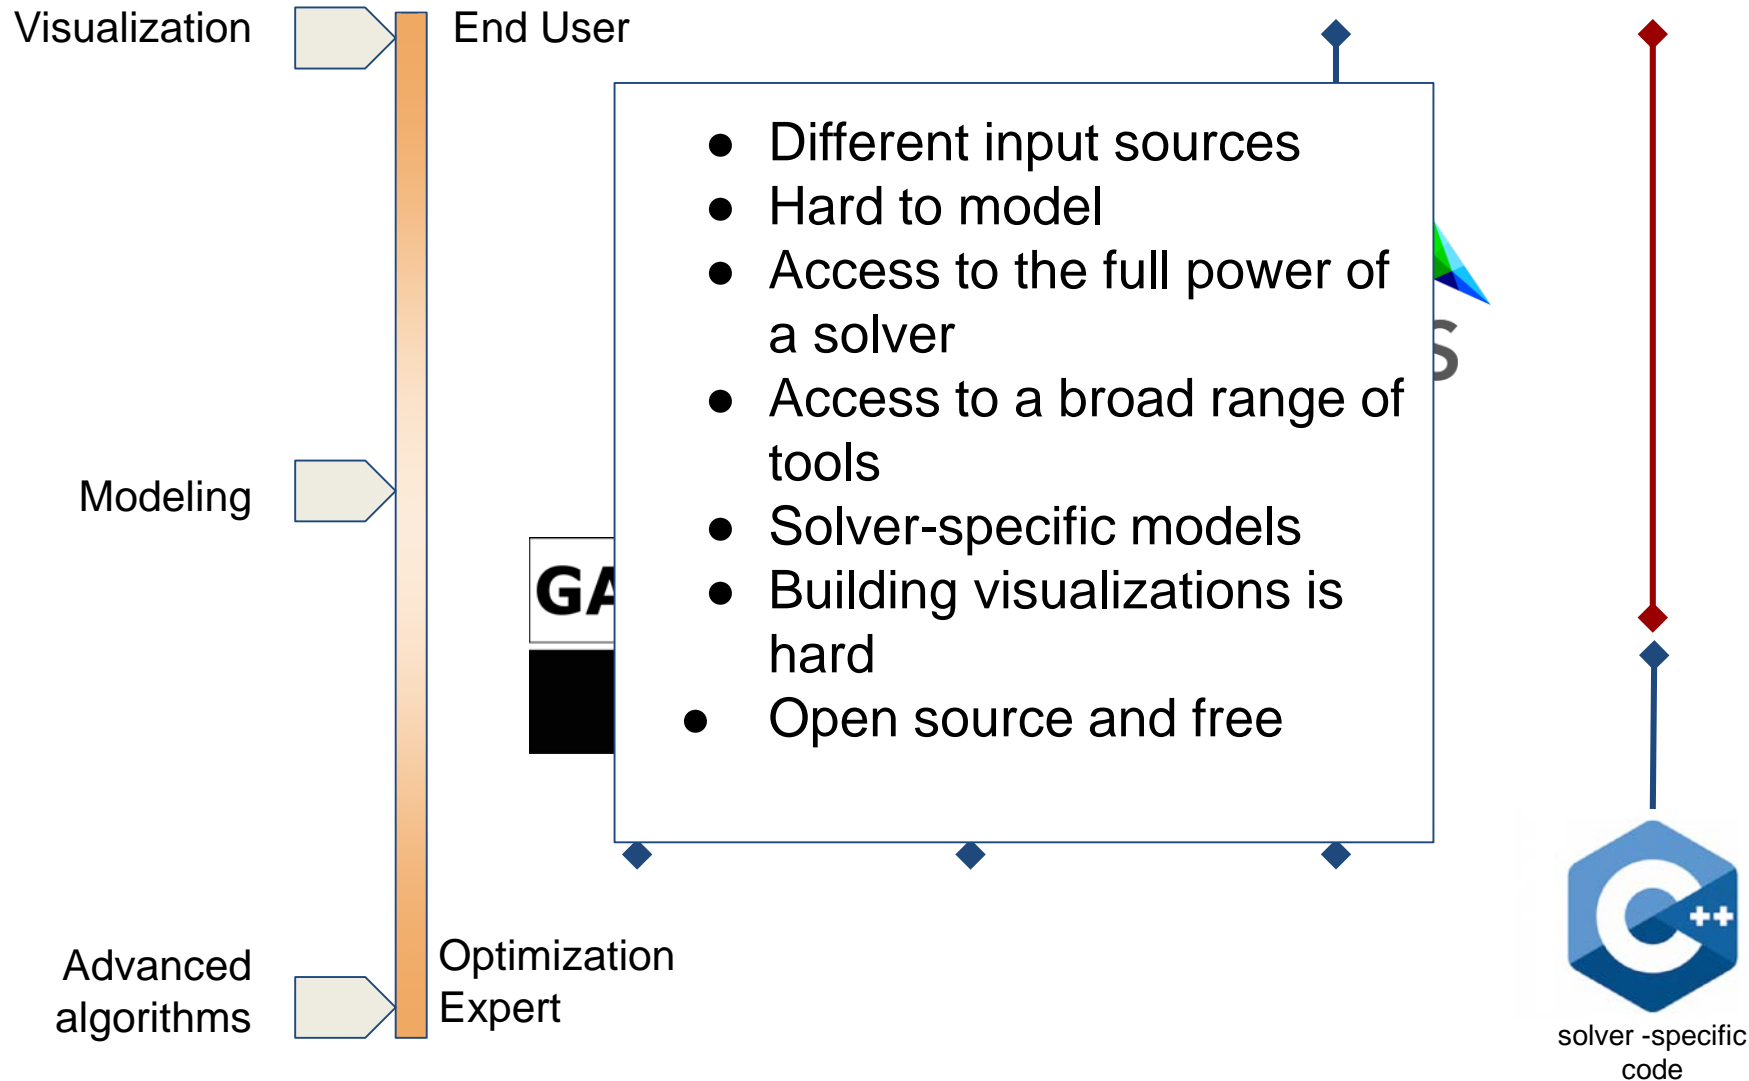 Visualization
End User
● Different input sources
● Hard to model
● Access to the full power of
a solver
● Access to a broad range of
tools
● Solver-specific models
● Building visualizations is
hard
● Open source and free
Modeling
GA
S
Advanced
algorithms
Optimization
Expert
C++
solver -specific
code